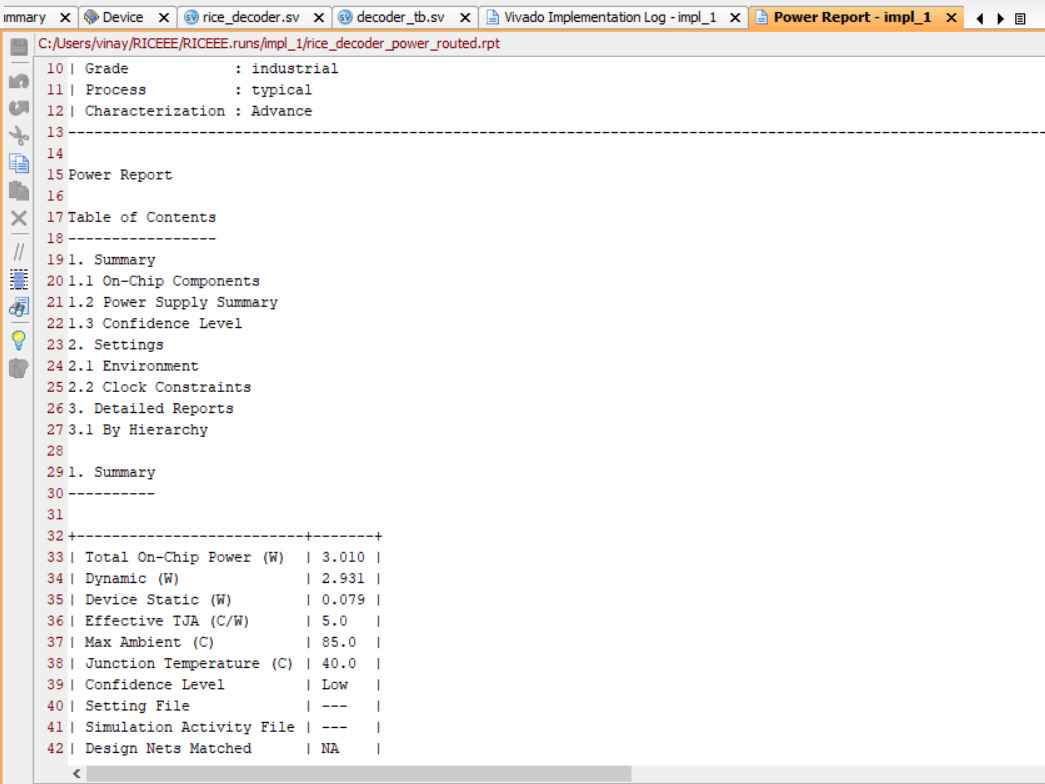 ımmary Device rice_decoder.sv decoder_tb.sv Vivado Implementation Log - impl_1 Power Report - impl_1
C:/Users/vinay/RICEEE/RICEEE.runs/impl_1/rice_decoder_power_routed.rpt
10 | Grade : industrial
11 | Process : typical
12 | Characterization : Advance
13 ----------------------------------------------------------------------------------------------------------------
14
15 Power Report
16
17 Table of Contents
18 -----------------
19 1. Summary
20 1.1 On-Chip Components
21 1.2 Power Supply Summary
22 1.3 Confidence Level
23 2. Settings
24 2.1 Environment
25 2.2 Clock Constraints
26 3. Detailed Reports
27 3.1 By Hierarchy
28
29 1. Summary
30 ----------
31
32 +--------------------------+-------+
33 | Total On-Chip Power (W) | 3.010 |
34 | Dynamic (W) | 2.931 |
35 | Device Static (W) | 0.079 |
36 | Effective TJA (C/W) | 5.0 |
37 | Max Ambient (C) | 85.0 |
38 | Junction Temperature (C) | 40.0 |
39 | Confidence Level | Low |
40 | Setting File | --- |
41 | Simulation Activity File | --- |
42 | Design Nets Matched | NA |